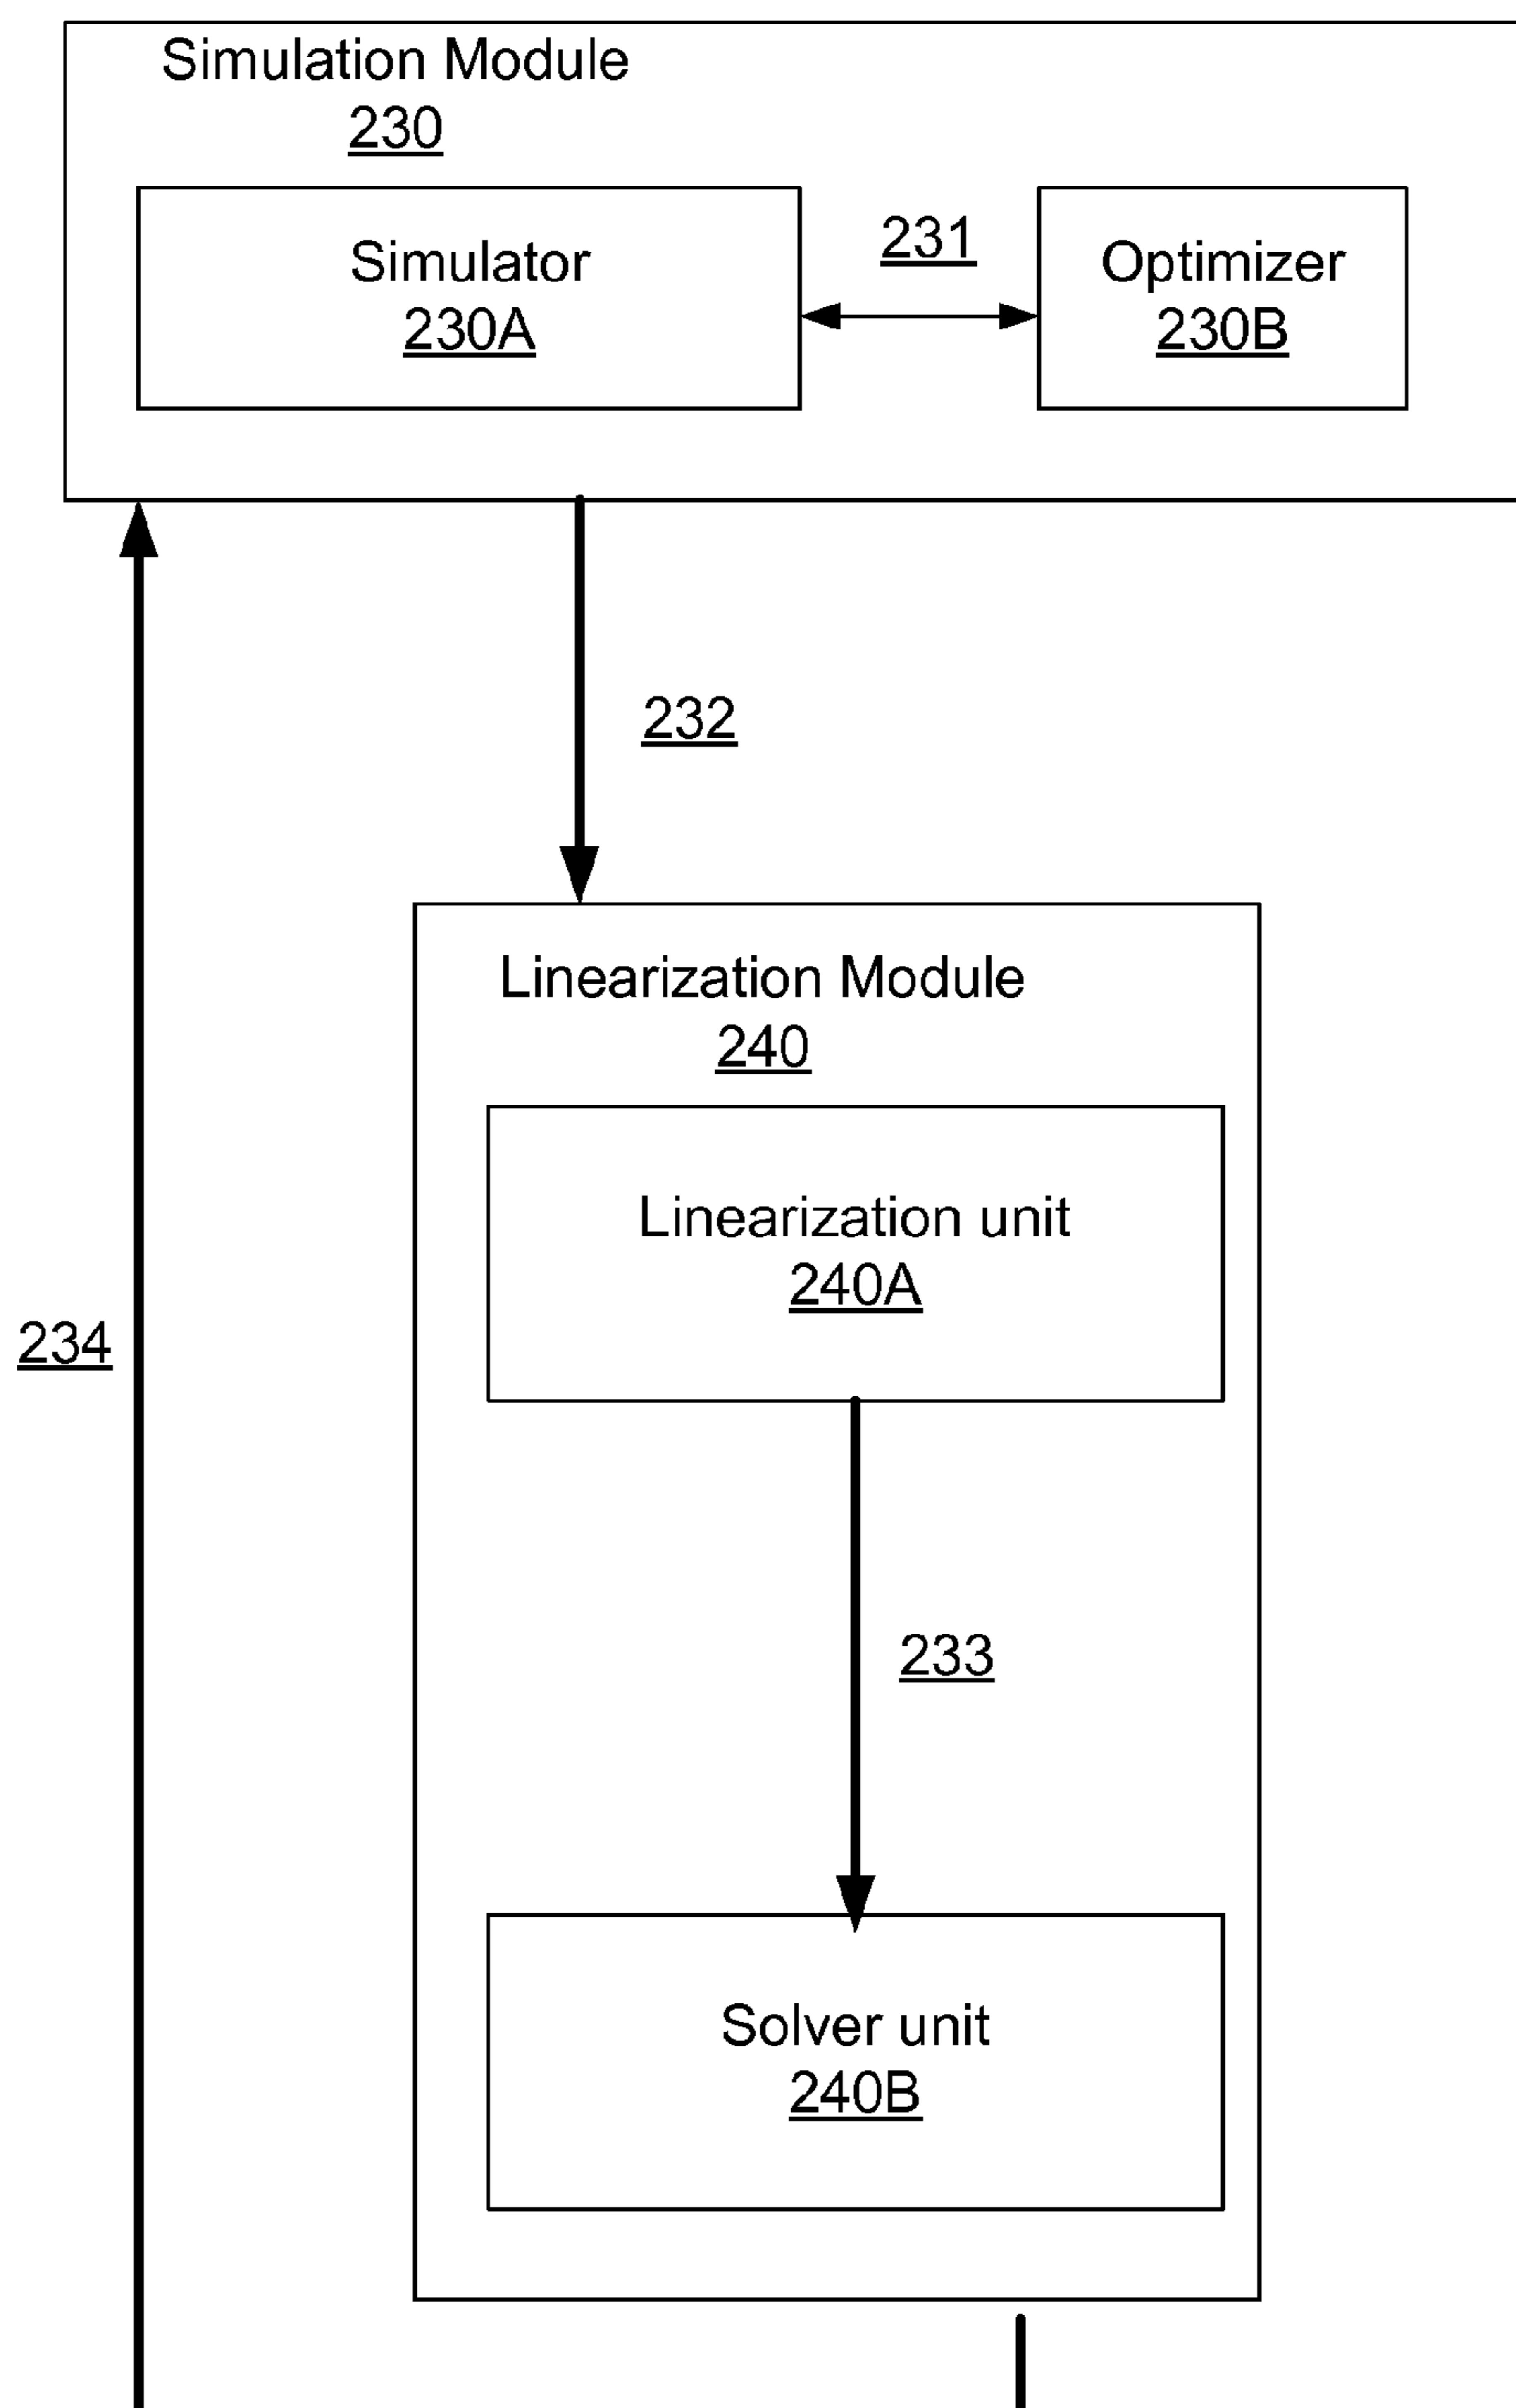 Simulation Module
230
Simulator
230A
231
Optimizer
230B
232
Linearization Module
240
Linearization unit
240A
234
233
Solver unit
240B